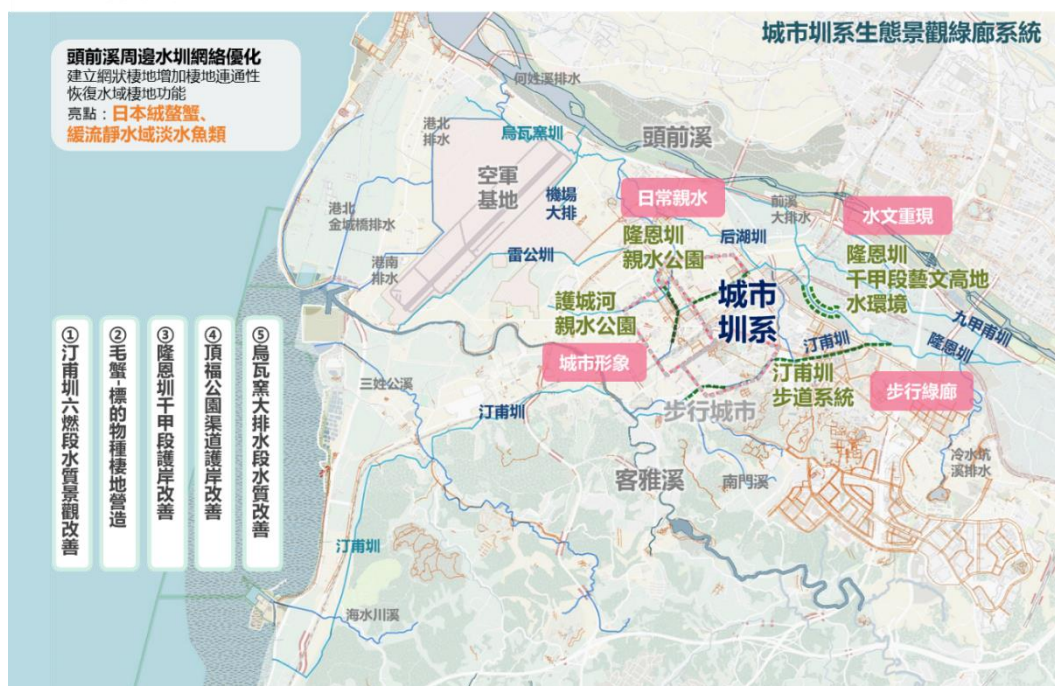 城市圳系生態景觀綠廊系統
頭前溪周邊水圳網絡優化
建立網狀棲地增加棲地連通性
恢復水域棲地功能
亮點：日本絨螯蟹、
緩流靜水域淡水魚類
何姓溪排水
港北
排水
烏瓦窯圳
頭前溪
空軍
基地
機場
大排
日常親水
前溪
大排水
水文重現
港北
金城橋排水
隆恩圳
親水公園
后湖圳
港南
排水
雷公圳
隆恩圳
千甲段藝文高地
水環境
護城河
親水公園
城市
圳系
九甲甫圳
隆恩圳
汀甫圳
城市形象
汀甫圳
步道系統
步行綠廊
三姓公溪
汀甫圳
步行城市
客雅溪
南門溪
冷水坑
溪排水
汀甫圳
海水川溪
①汀甫圳六燃段水質景觀改善
②毛蟹-標的物種棲地營造
③隆恩圳千甲段護岸改善
④頂福公園渠道護岸改善
⑤烏瓦窯大排水段水質改善